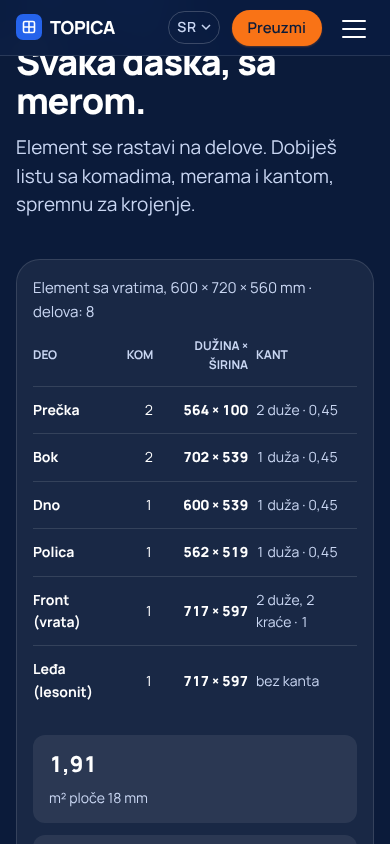 TOPICA
SR
Preuzmi
Svaka daska, sa
merom.
Element se rastavi na delove. Dobiješ
listu sa komadima, merama i kantom,
spremnu za krojenje.
Element sa vratima, 600 × 720 × 560 mm ·
delova: 8
DEO KOM DUŽINA × ŠIRINA KANT
Prečka 2 564 × 100 2 duže · 0,45
Bok 2 702 × 539 1 duža · 0,45
Dno 1 600 × 539 1 duža · 0,45
Polica 1 562 × 519 1 duža · 0,45
Front (vrata) 1 717 × 597 2 duže, 2 kraće · 1
Leđa (lesonit) 1 717 × 597 bez kanta
1,91
m² ploče 18 mm